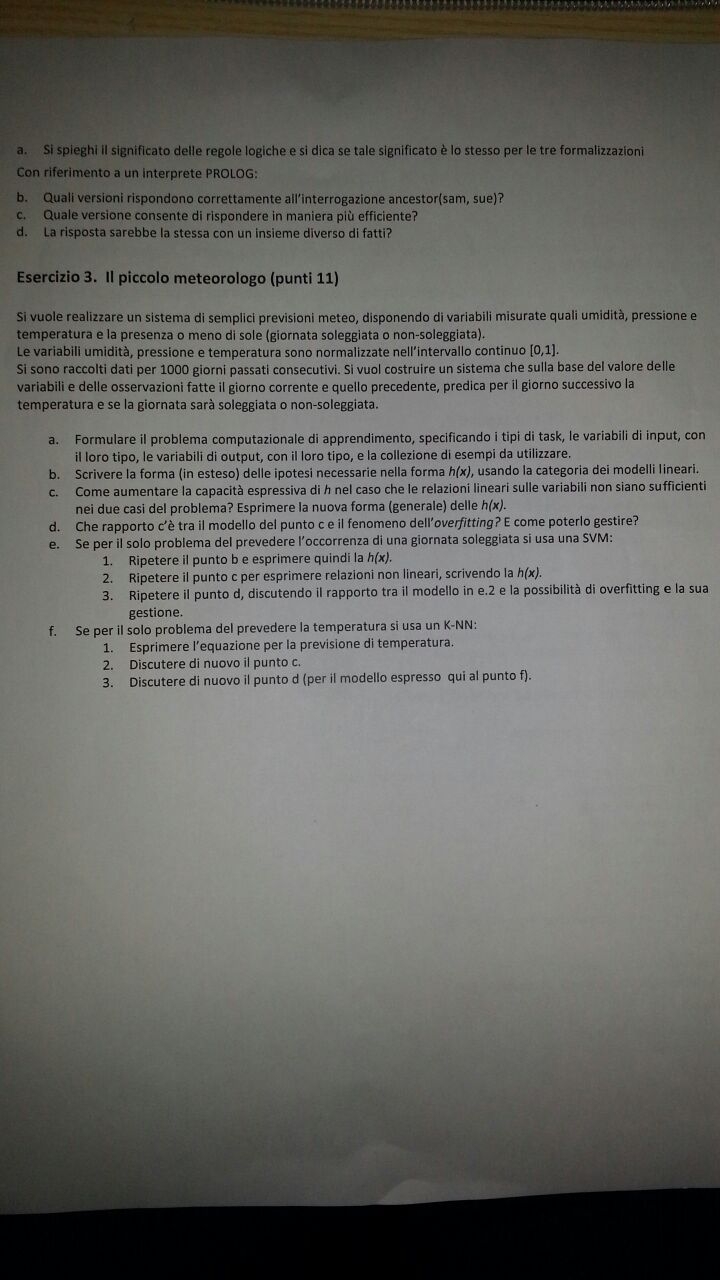 a. Si spieghi il significato delle regole logiche e si dica se tale significato è lo stesso per le tre formalizzazioni
Con riferimento a un interprete PROLOG:
b. Quali versioni rispondono correttamente all'interrogazione ancestor(sam, sue)?
c. Quale versione consente di rispondere in maniera più efficiente?
d. La risposta sarebbe la stessa con un insieme diverso di fatti?
Esercizio 3. Il piccolo meteorologo (punti 11)
Si vuole realizzare un sistema di semplici previsioni meteo, disponendo di variabili misurate quali umidità, pressione e
temperatura e la presenza o meno di sole (giornata soleggiata o non-soleggiata).
Le variabili umidità, pressione e temperatura sono normalizzate nell'intervallo continuo [0,1].
Si sono raccolti dati per 1000 giorni passati consecutivi. Si vuol costruire un sistema che sulla base del valore delle
variabili e delle osservazioni fatte il giorno corrente e quello precedente, predica per il giorno successivo la
temperatura e se la giornata sarà soleggiata o non-soleggiata.
a. Formulare il problema computazionale di apprendimento, specificando i tipi di task, le variabili di input, con
il loro tipo, le variabili di output, con il loro tipo, e la collezione di esempi da utilizzare.
b. Scrivere la forma (in esteso) delle ipotesi necessarie nella forma h(x), usando la categoria dei modelli lineari.
c. Come aumentare la capacità espressiva di h nel caso che le relazioni lineari sulle variabili non siano sufficienti
nei due casi del problema? Esprimere la nuova forma (generale) delle h(x).
d. Che rapporto c'è tra il modello del punto c e il fenomeno dell'overfitting? E come poterlo gestire?
e. Se per il solo problema del prevedere l'occorrenza di una giornata soleggiata si usa una SVM:
1. Ripetere il punto b e esprimere quindi la h(x).
2. Ripetere il punto c per esprimere relazioni non lineari, scrivendo la h(x).
3. Ripetere il punto d, discutendo il rapporto tra il modello in e.2 e la possibilità di overfitting e la sua
gestione.
f. Se per il solo problema del prevedere la temperatura si usa un K-NN:
1. Esprimere l'equazione per la previsione di temperatura.
2. Discutere di nuovo il punto c.
3. Discutere di nuovo il punto d (per il modello espresso qui al punto f).